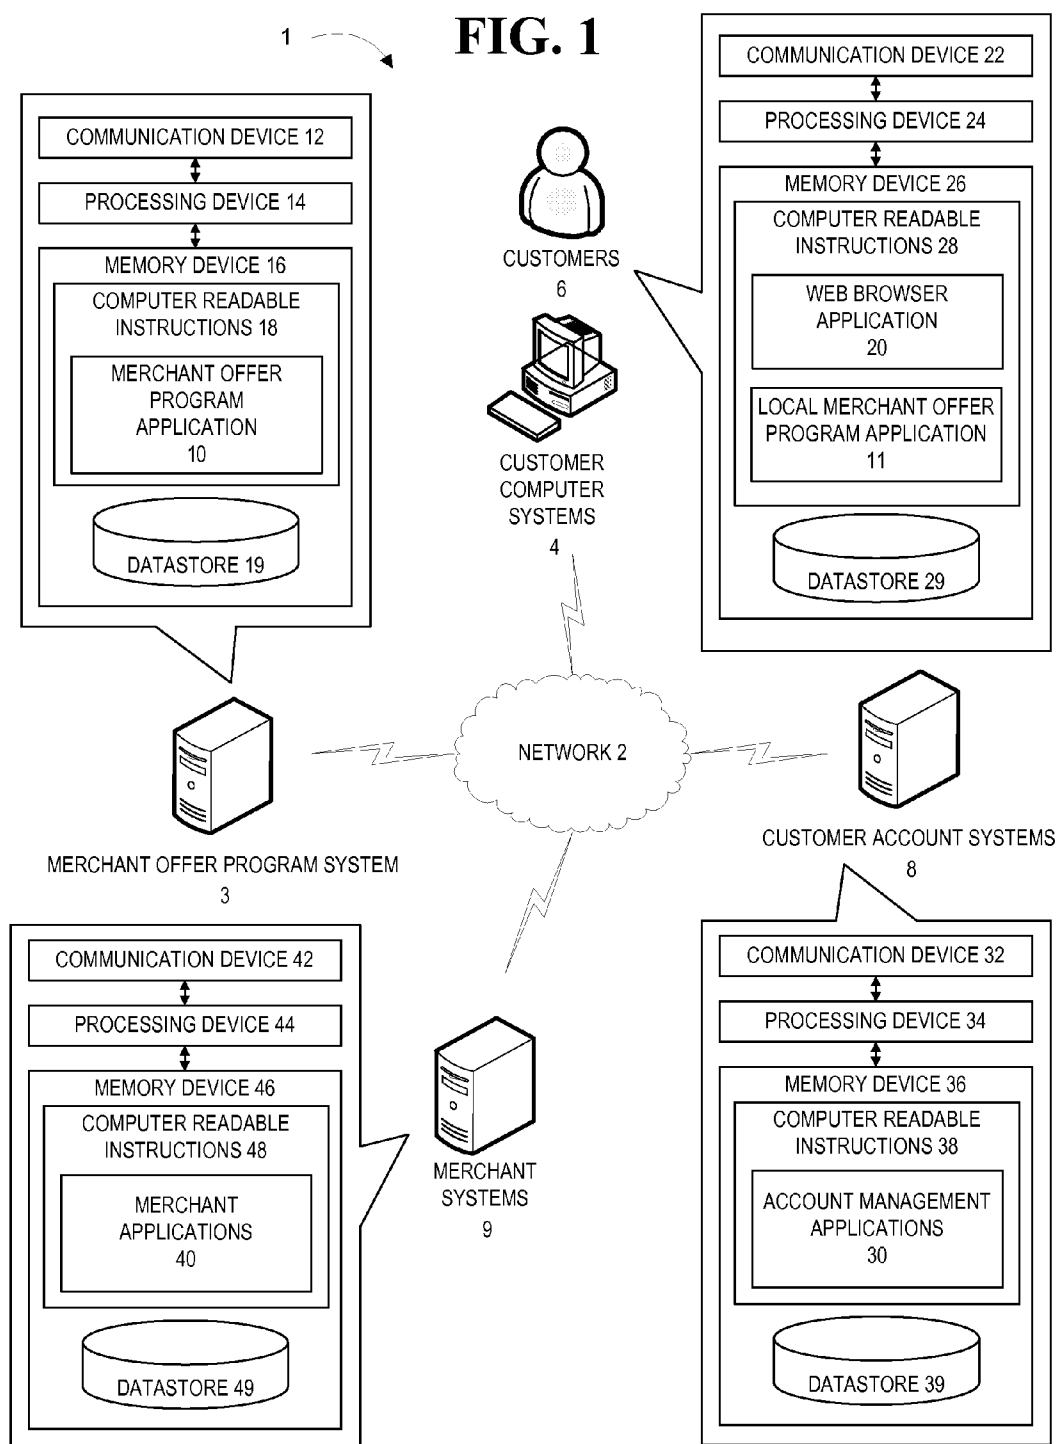 FIG. 1
1
COMMUNICATION DEVICE 12
PROCESSING DEVICE 14
MEMORY DEVICE 16
COMPUTER READABLE
INSTRUCTIONS 18
MERCHANT OFFER
PROGRAM
APPLICATION
10
DATASTORE 19
CUSTOMERS
6
CUSTOMER
COMPUTER
SYSTEMS
4
COMMUNICATION DEVICE 22
PROCESSING DEVICE 24
MEMORY DEVICE 26
COMPUTER READABLE
INSTRUCTIONS 28
WEB BROWSER
APPLICATION
20
LOCAL MERCHANT OFFER
PROGRAM APPLICATION
11
DATASTORE 29
MERCHANT OFFER PROGRAM SYSTEM
3
NETWORK 2
CUSTOMER ACCOUNT SYSTEMS
8
COMMUNICATION DEVICE 42
PROCESSING DEVICE 44
MEMORY DEVICE 46
COMPUTER READABLE
INSTRUCTIONS 48
MERCHANT
APPLICATIONS
40
DATASTORE 49
MERCHANT
SYSTEMS
9
COMMUNICATION DEVICE 32
PROCESSING DEVICE 34
MEMORY DEVICE 36
COMPUTER READABLE
INSTRUCTIONS 38
ACCOUNT MANAGEMENT
APPLICATIONS
30
DATASTORE 39